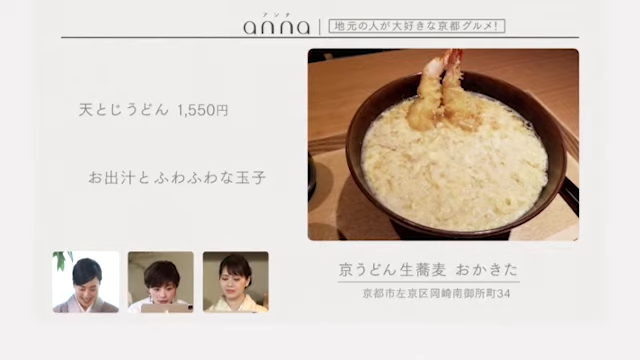 アンナ
anna
地元の人が大好きな京都グルメ!
天とじうどん 1,550円
お出汁とふわふわな玉子
京うどん生蕎麦 おかきた
京都市左京区岡崎南御所町34